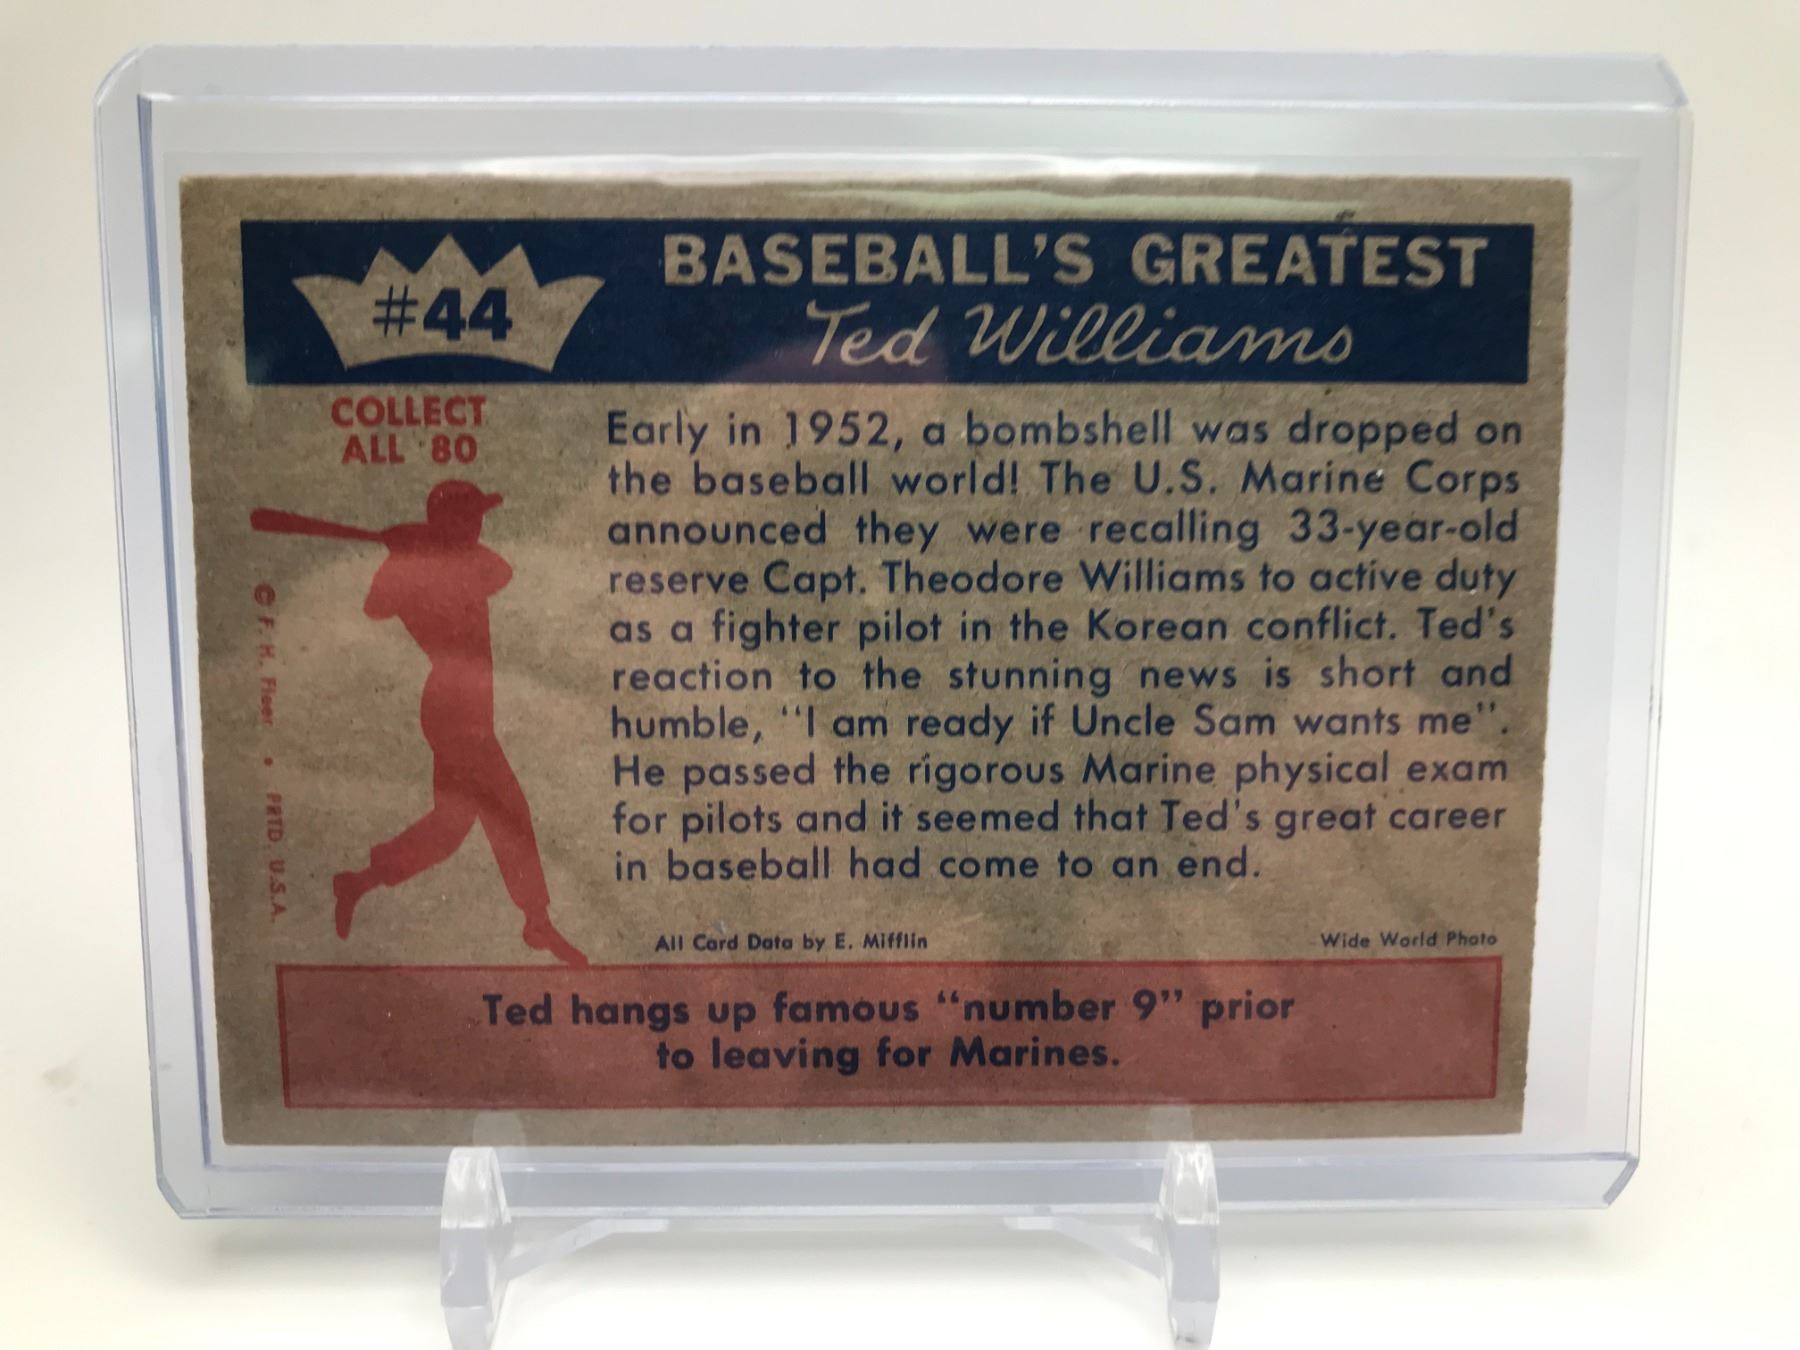 #44
BASEBALL'S GREATEST
Ted Williams
COLLECT
ALL 80
© F. H. Fleer • PRTD. U.S.A.
Early in 1952, a bombshell was dropped on
the baseball world! The U.S. Marine Corps
announced they were recalling 33-year-old
reserve Capt. Theodore Williams to active duty
as a fighter pilot in the Korean conflict. Ted's
reaction to the stunning news is short and
humble, "I am ready if Uncle Sam wants me".
He passed the rigorous Marine physical exam
for pilots and it seemed that Ted's great career
in baseball had come to an end.
All Card Data by E. Mifflin
Wide World Photo
Ted hangs up famous "number 9" prior
to leaving for Marines.